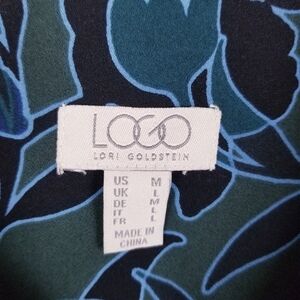 LOGO
LORI GOLDSTEIN
US M
UK L
DE L
IT L
FR L
MADE IN
CHINA